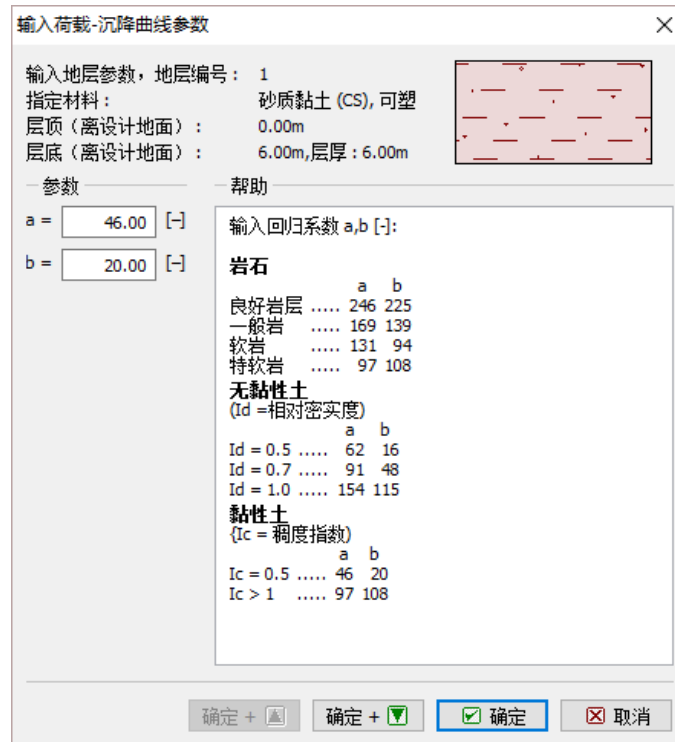 输入荷载-沉降曲线参数
输入地层参数，地层编号： 1
指定材料： 砂质黏土 (CS), 可塑
层顶（离设计地面）： 0.00m
层底（离设计地面）： 6.00m,层厚：6.00m
参数
a = 46.00 [-]
b = 20.00 [-]
帮助
输入回归系数 a,b [-]:
岩石
a b
良好岩层 ..... 246 225
一般岩 ..... 169 139
软岩 ..... 131 94
特软岩 ..... 97 108
无黏性土
(Id =相对密实度)
a b
Id = 0.5 ..... 62 16
Id = 0.7 ..... 91 48
Id = 1.0 ..... 154 115
黏性土
{Ic = 稠度指数)
a b
Ic = 0.5 ..... 46 20
Ic > 1 ..... 97 108
确定 + 确定 + 确定 取消